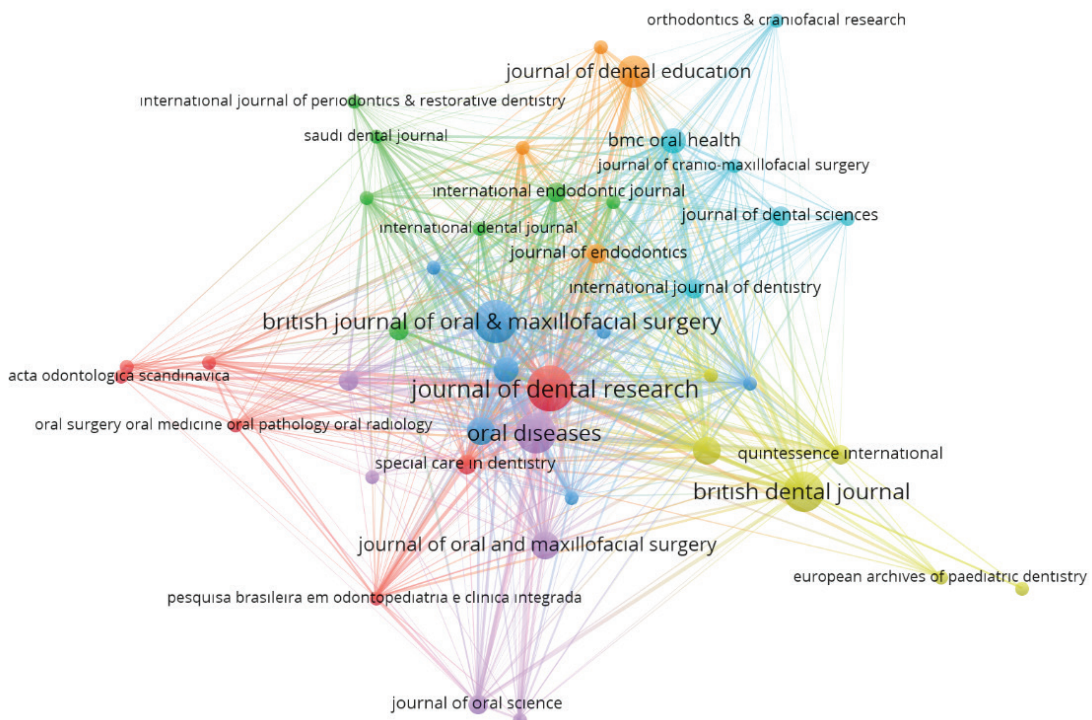 orthodontics & craniofacial research
journal of dental education
international journal of periodontics & restorative dentistry
saudi dental journal
bmc oral health
journal of cranio-maxillofacial surgery
international endodontic journal
journal of dental sciences
international dental journal
journal of endodontics
international journal of dentistry
british journal of oral & maxillofacial surgery
acta odontologica scandinavica
journal of dental research
oral surgery oral medicine oral pathology oral radiology
oral diseases
quintessence international
special care in dentistry
british dental journal
journal of oral and maxillofacial surgery
european archives of paediatric dentistry
pesquisa brasileira em odontopediatria e clinica integrada
journal of oral science